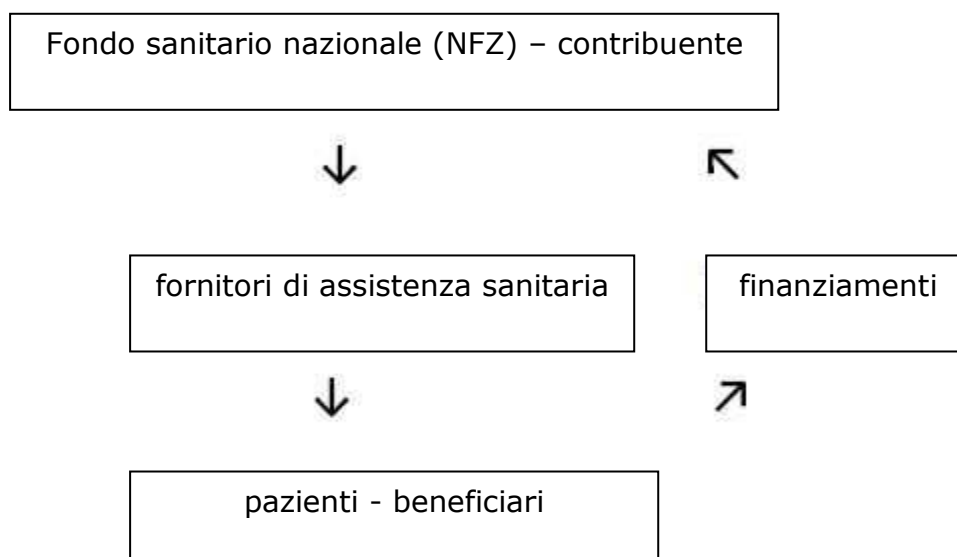 Fondo sanitario nazionale (NFZ) – contribuente
fornitori di assistenza sanitaria
finanziamenti
pazienti - beneficiari